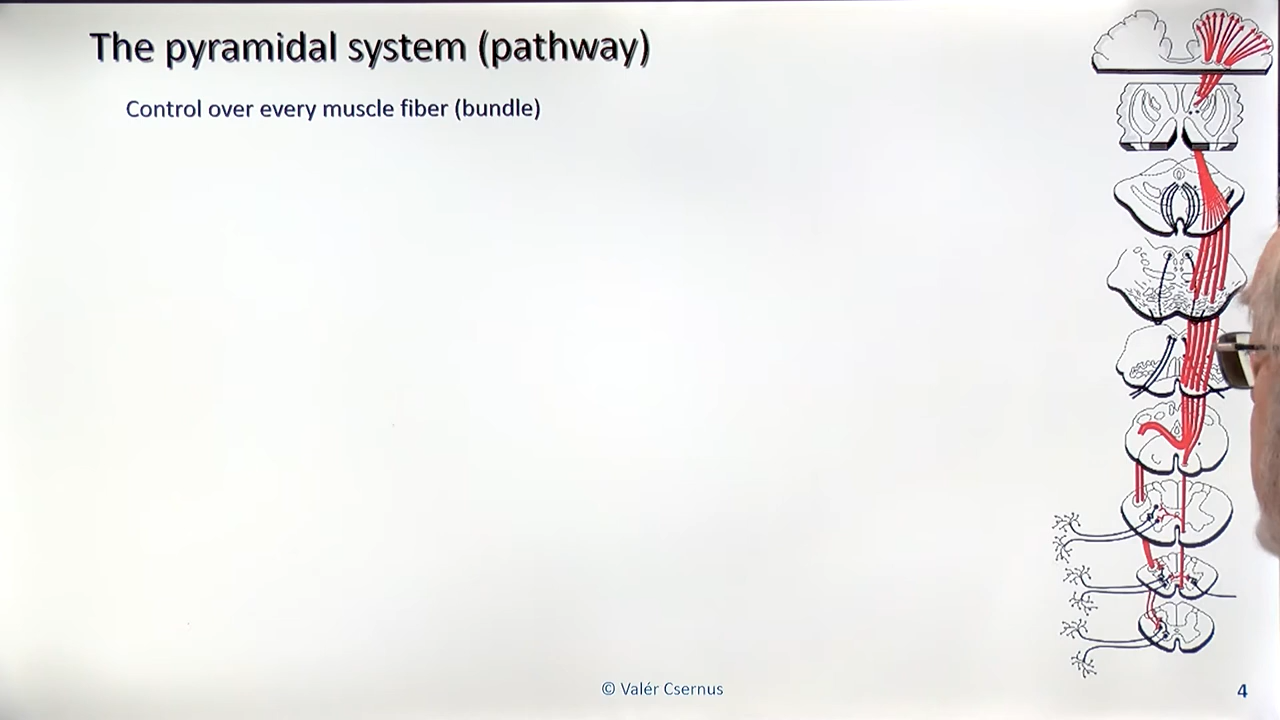 The pyramidal system (pathway)
Control over every muscle fiber (bundle)
© Valér Csernus
4